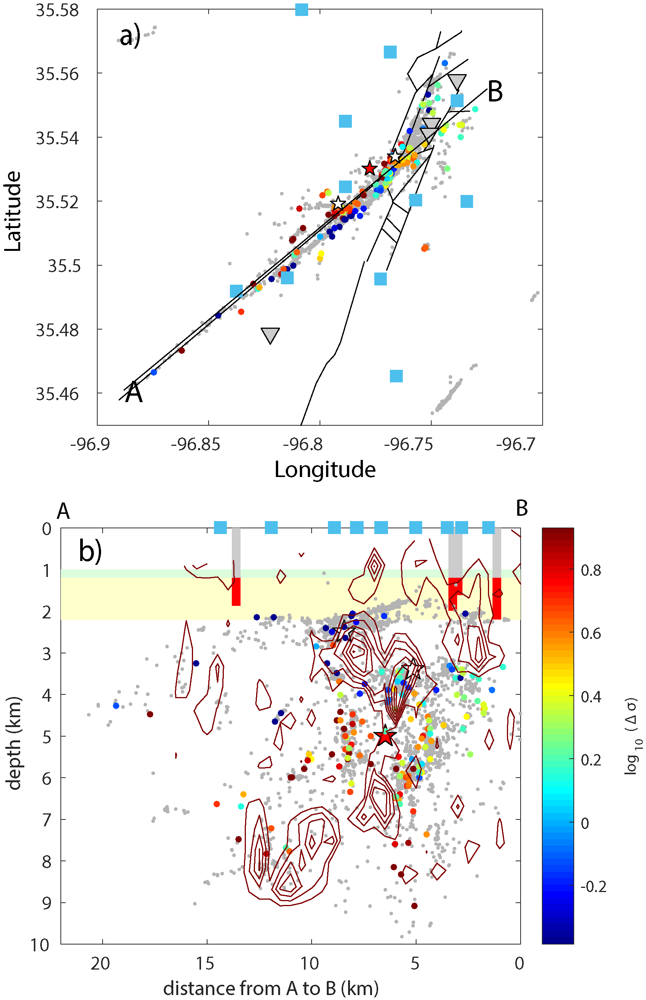 a)
35.58
35.56
35.54
35.52
35.5
35.48
35.46
Latitude
B
A
-96.9 -96.85 -96.8 -96.75 -96.7
Longitude
A B
b)
0
1
2
3
4
5
6
7
8
9
10
depth (km)
20 15 10 5 0
distance from A to B (km)
0.8
0.6
0.4
0.2
0
-0.2
log 10 (Δ σ)